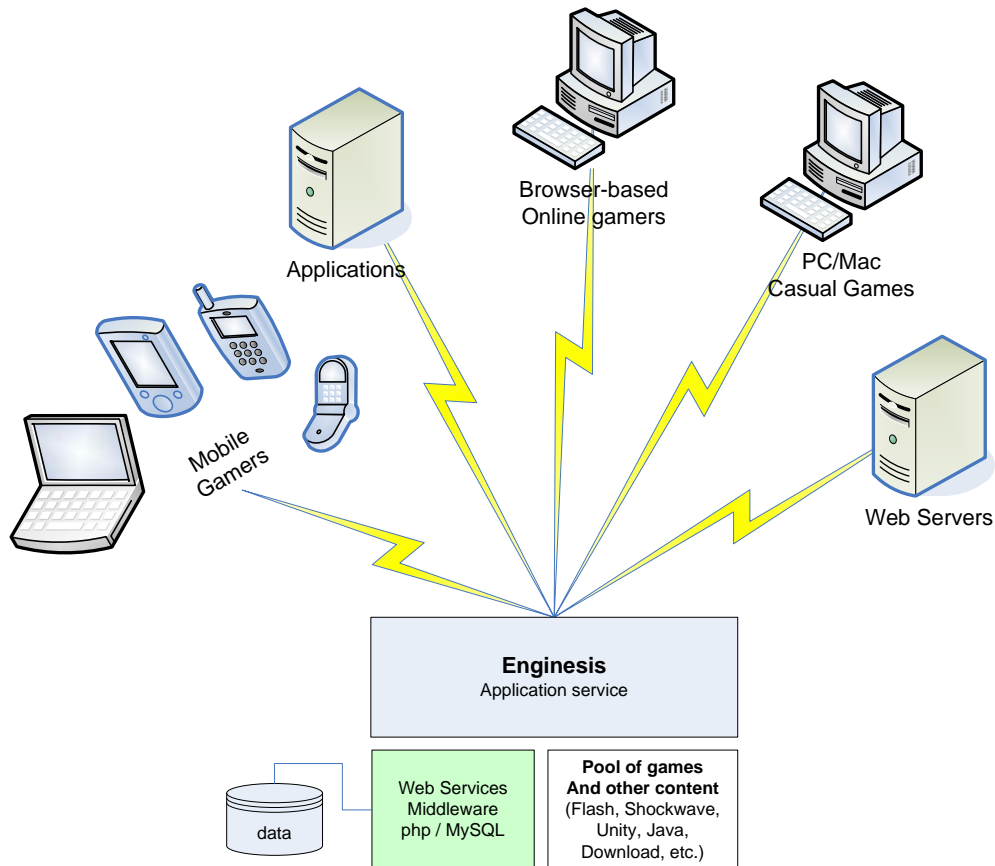 Browser-based
Online gamers
Applications
PC/Mac
Casual Games
Mobile
Gamers
Web Servers
Enginesis
Application service
data
Web Services
Middleware
php / MySQL
Pool of games
And other content
(Flash, Shockwave,
Unity, Java,
Download, etc.)